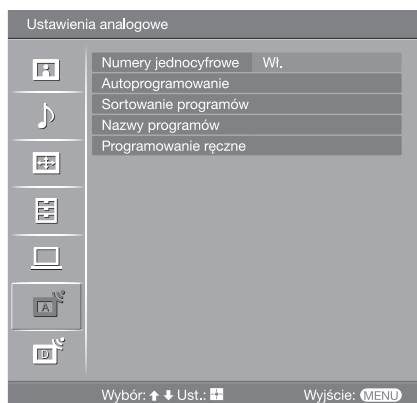 Ustawienia analogowe
Numery jednocyfrowe Wł.
Autoprogramowanie
Sortowanie programów
Nazwy programów
Programowanie ręczne
A
D
Wybór: Ust.: Wyjście: MENU